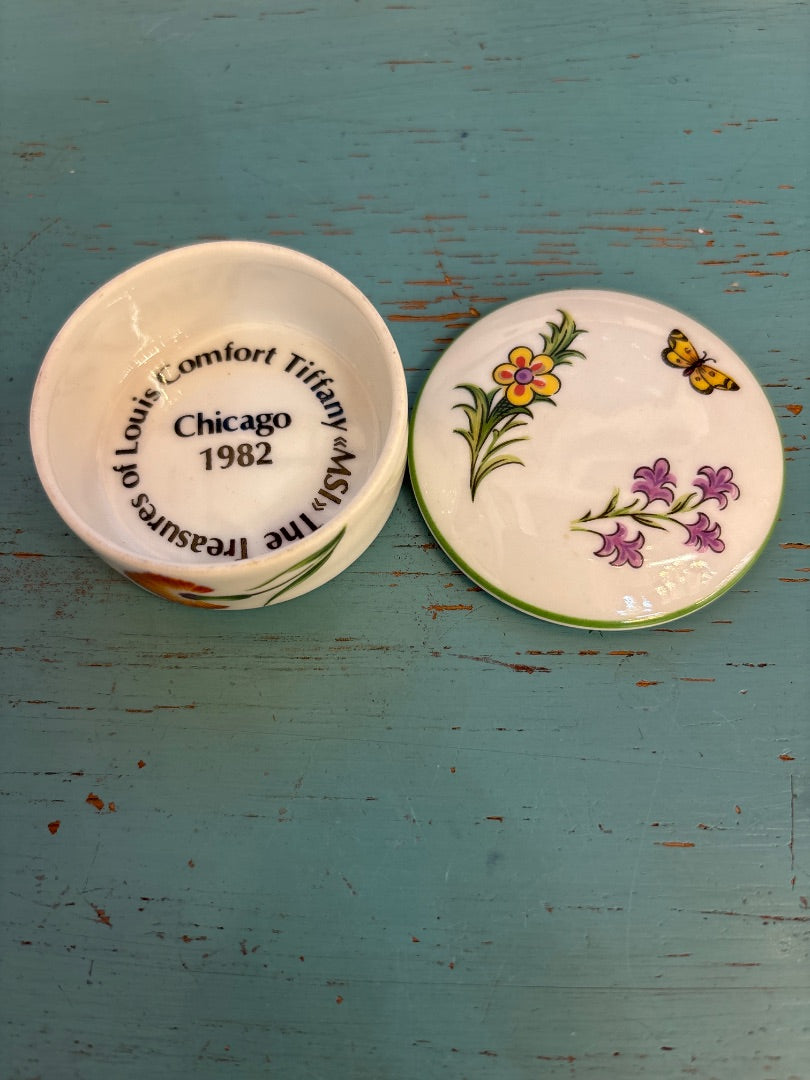 The Treasures of Louis Comfort Tiffany «MSI»
Chicago
1982